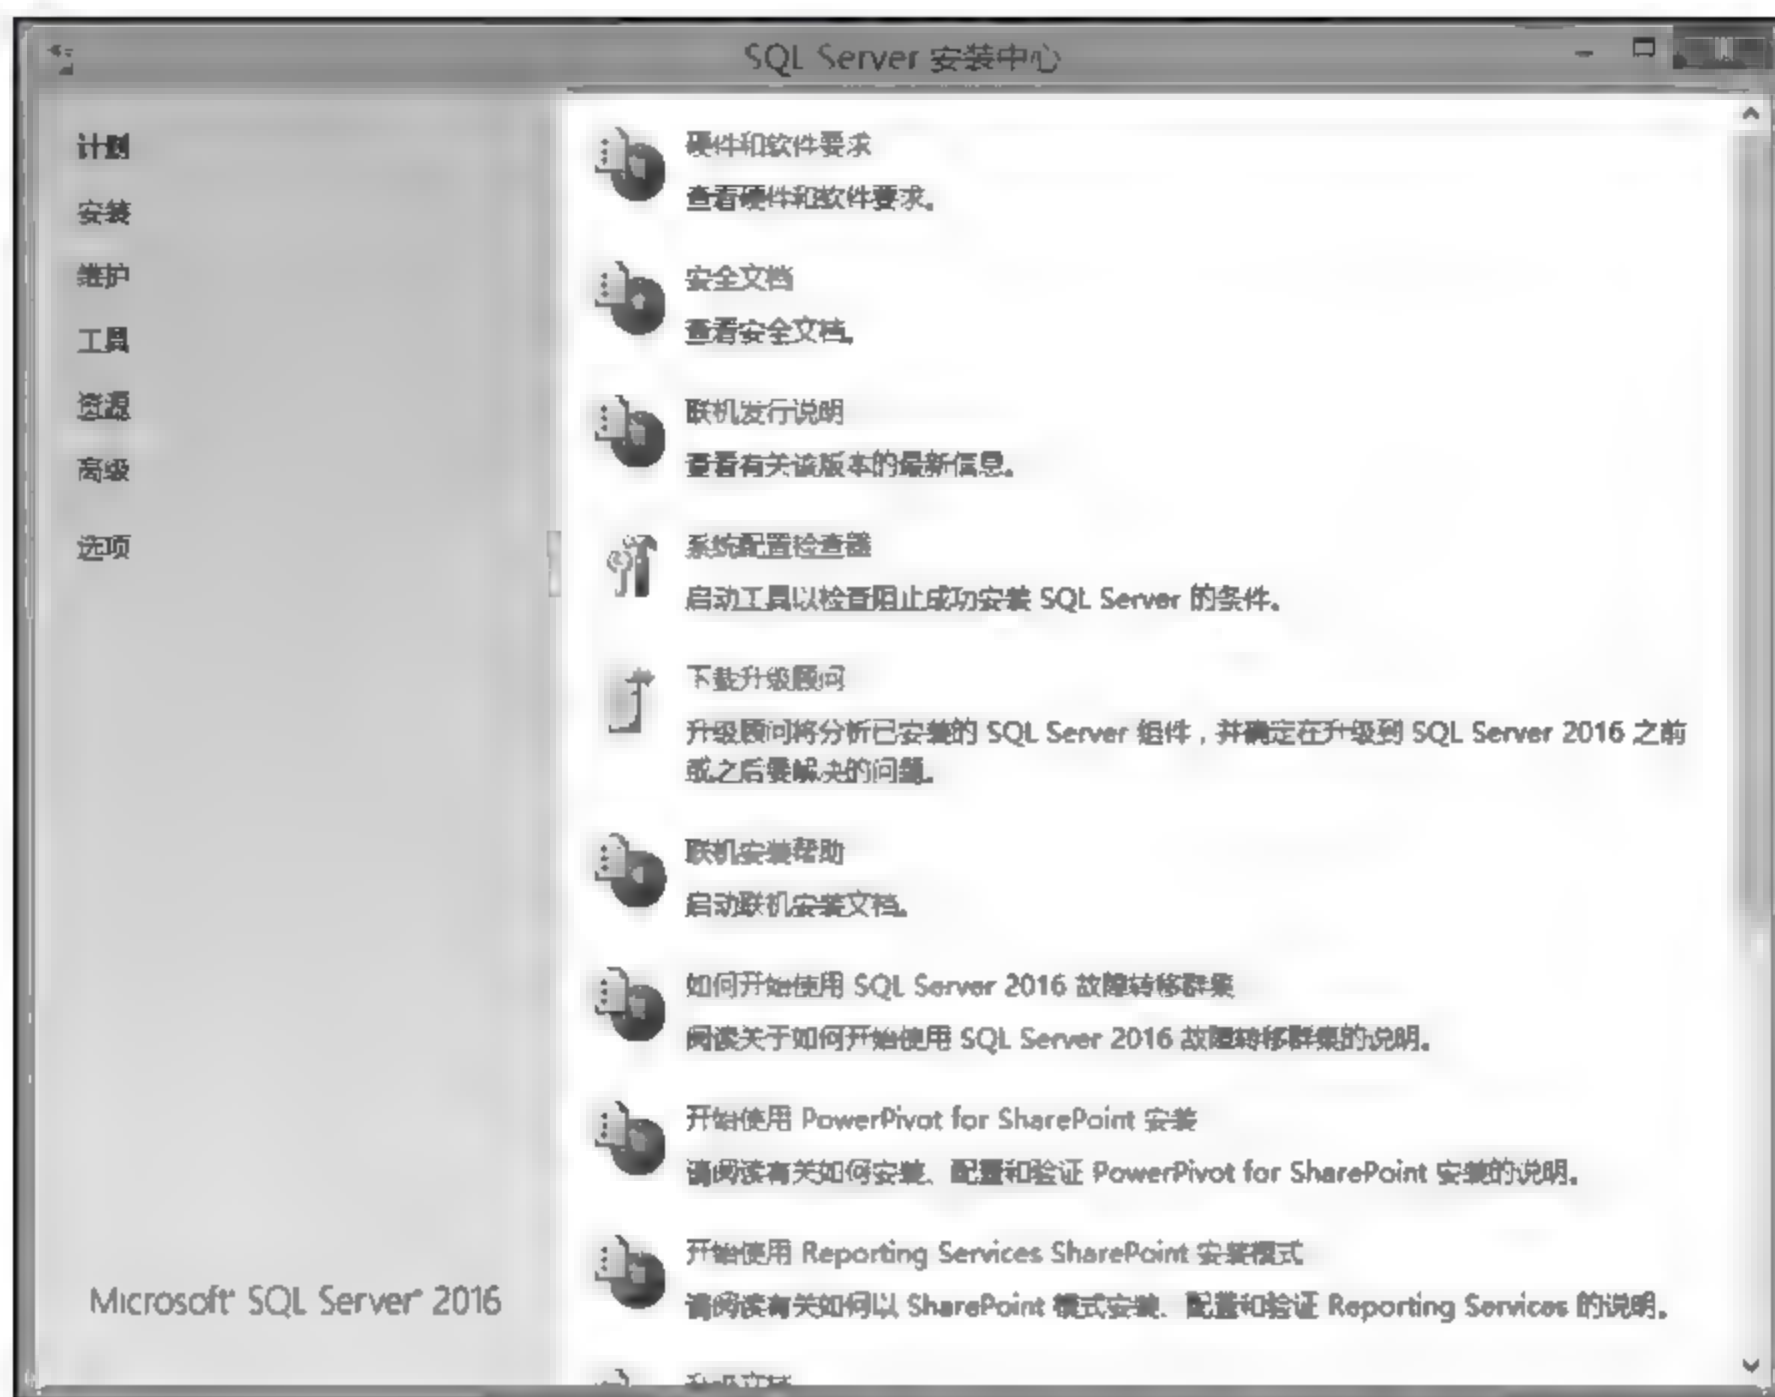 SQL Server 安装中心
计划
安装
维护
工具
资源
高级
选项
Microsoft® SQL Server® 2016
硬件和软件要求
查看硬件和软件要求。
安全文档
查看安全文档。
联机发行说明
查看有关该版本的最新信息。
系统配置检查器
启动工具以检查阻止成功安装 SQL Server 的条件。
下载升级顾问
升级顾问将分析已安装的 SQL Server 组件，并确定在升级到 SQL Server 2016 之前
或之后要解决的问题。
联机安装帮助
启动联机安装文档。
如何开始使用 SQL Server 2016 故障转移群集
阅读关于如何开始使用 SQL Server 2016 故障转移群集的说明。
开始使用 PowerPivot for SharePoint 安装
请阅读有关如何安装、配置和验证 PowerPivot for SharePoint 安装的说明。
开始使用 Reporting Services SharePoint 安装模式
请阅读有关如何以 SharePoint 模式安装、配置和验证 Reporting Services 的说明。
升级文档